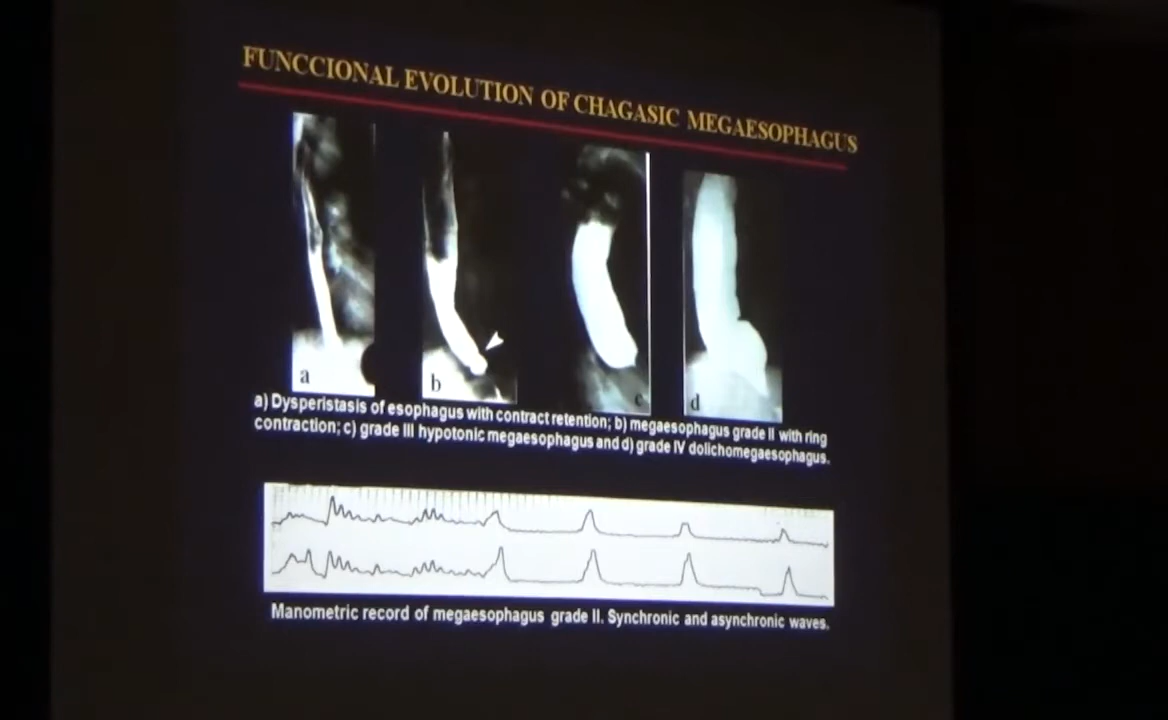 FUNCCIONAL EVOLUTION OF CHAGASIC MEGAESOPHAGUS
a b c d
a) Dysperistasis of esophagus with contract retention; b) megaesophagus grade II with ring
contraction; c) grade III hypotonic megaesophagus and d) grade IV dolichomegaesophagus.
Manometric record of megaesophagus grade II. Synchronic and asynchronic waves.